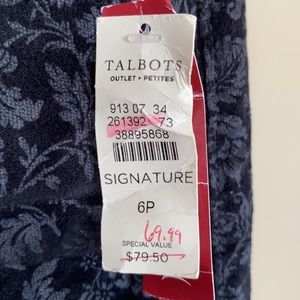 TALBOTS
OUTLET • PETITES
913 07 34
261392 73
38895868
SIGNATURE
6P
69.99
SPECIAL VALUE
$79.50